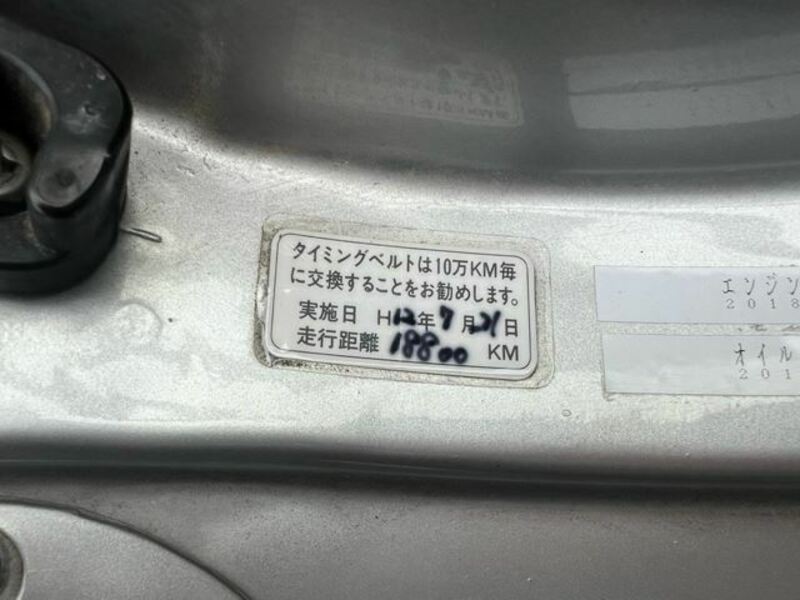 タイミングベルトは10万KM毎
に交換することをお勧めします。
実施日 H12年7月21日
走行距離 18800 KM
エンジン
2018
オイル
201